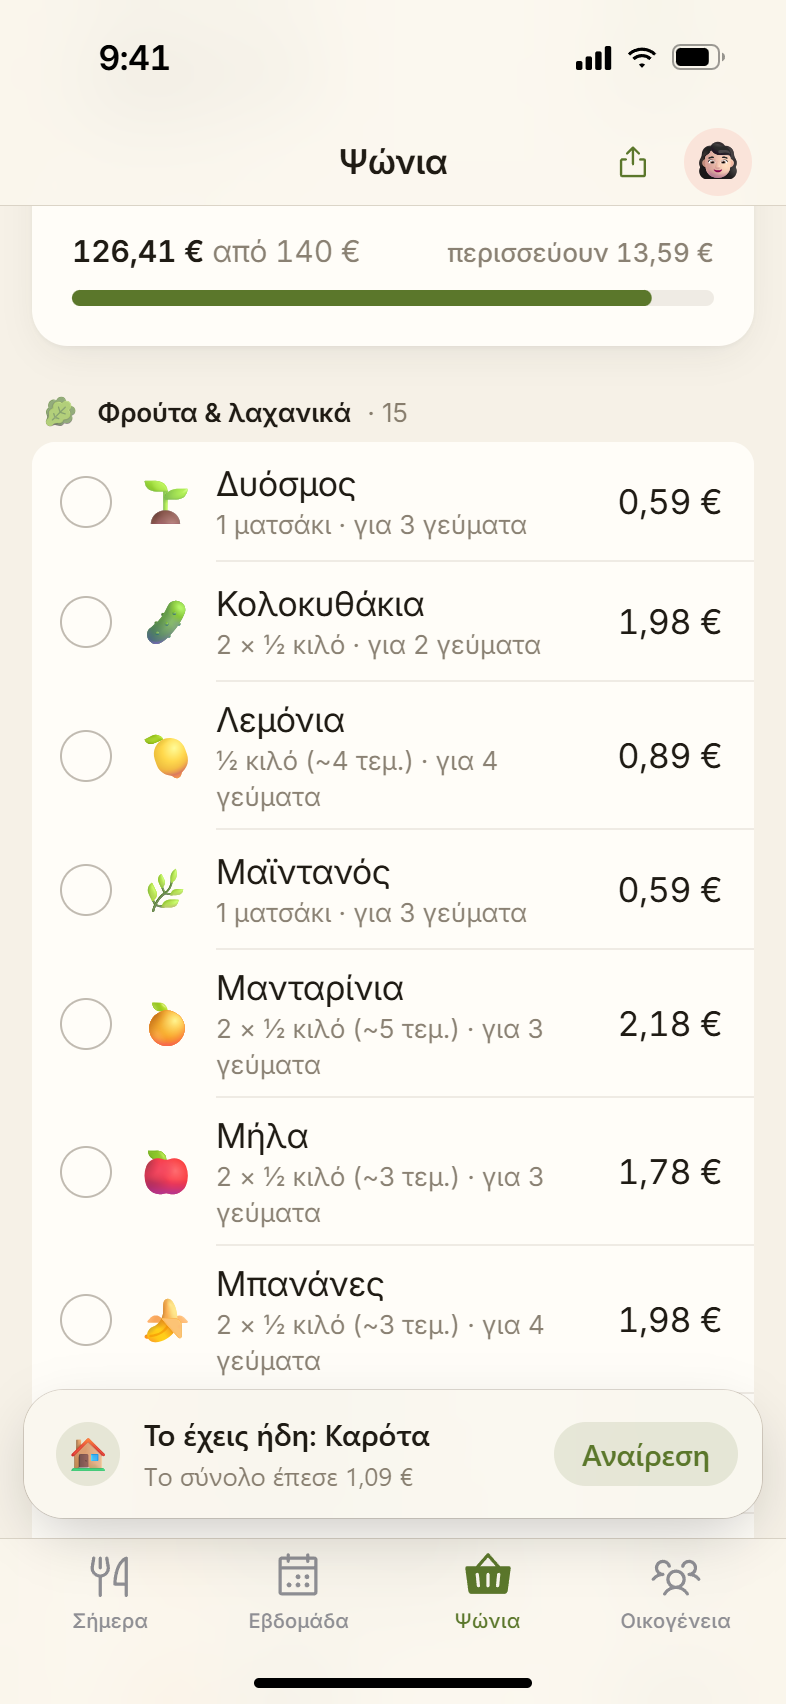 9:41
Ψώνια
126,41 € από 140 €
περισσεύουν 13,59 €
Φρούτα & λαχανικά · 15
Δυόσμος
1 ματσάκι · για 3 γεύματα
0,59 €
Κολοκυθάκια
2 × ½ κιλό · για 2 γεύματα
1,98 €
Λεμόνια
½ κιλό (~4 τεμ.) · για 4
γεύματα
0,89 €
Μαϊντανός
1 ματσάκι · για 3 γεύματα
0,59 €
Μανταρίνια
2 × ½ κιλό (~5 τεμ.) · για 3
γεύματα
2,18 €
Μήλα
2 × ½ κιλό (~3 τεμ.) · για 3
γεύματα
1,78 €
Μπανάνες
2 × ½ κιλό (~3 τεμ.) · για 4
γεύματα
1,98 €
Το έχεις ήδη: Καρότα
Το σύνολο έπεσε 1,09 €
Αναίρεση
Σήμερα
Εβδομάδα
Ψώνια
Οικογένεια